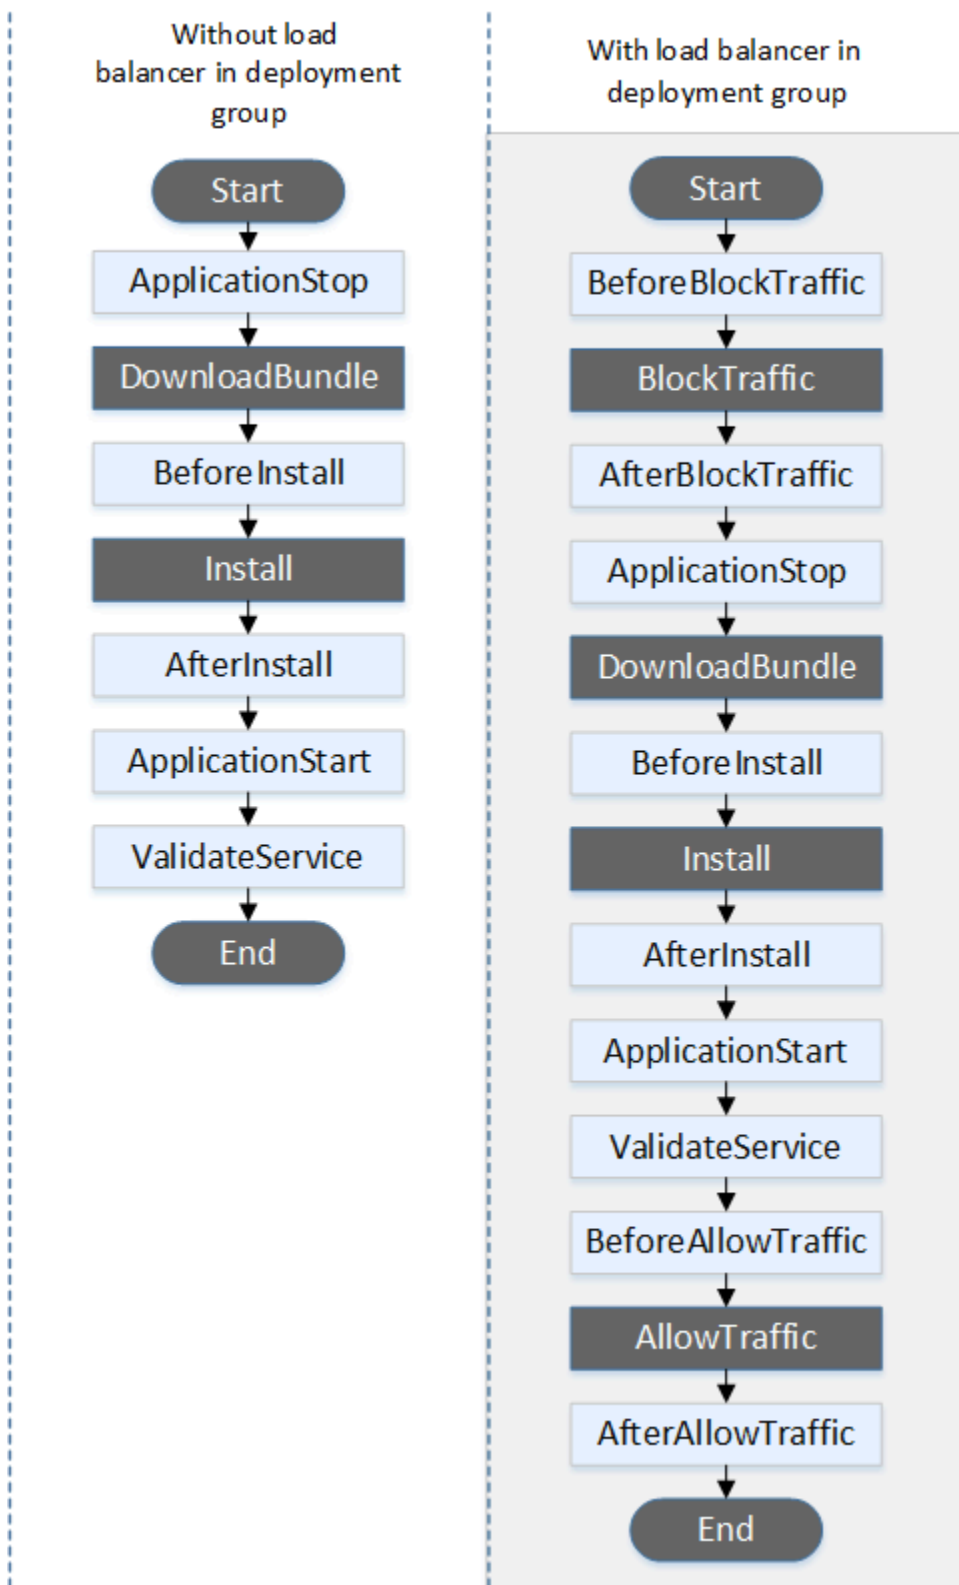 Without load
balancer in deployment
group
Start
ApplicationStop
DownloadBundle
BeforeInstall
Install
AfterInstall
ApplicationStart
ValidateService
End
With load balancer in
deployment group
Start
BeforeBlockTraffic
BlockTraffic
AfterBlockTraffic
ApplicationStop
DownloadBundle
BeforeInstall
Install
AfterInstall
ApplicationStart
ValidateService
BeforeAllowTraffic
AllowTraffic
AfterAllowTraffic
End